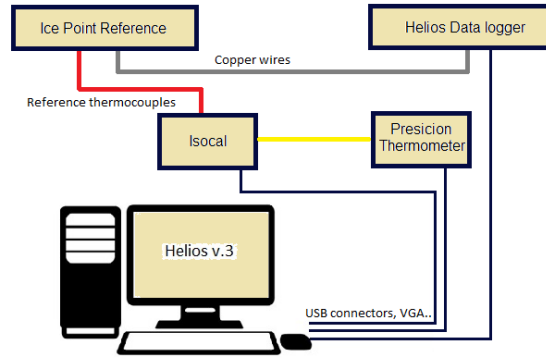 Ice Point Reference
Helios Data logger
Copper wires
Reference thermocouples
Isocal
Presicion
Thermometer
Helios v.3
USB connectors, VGA..